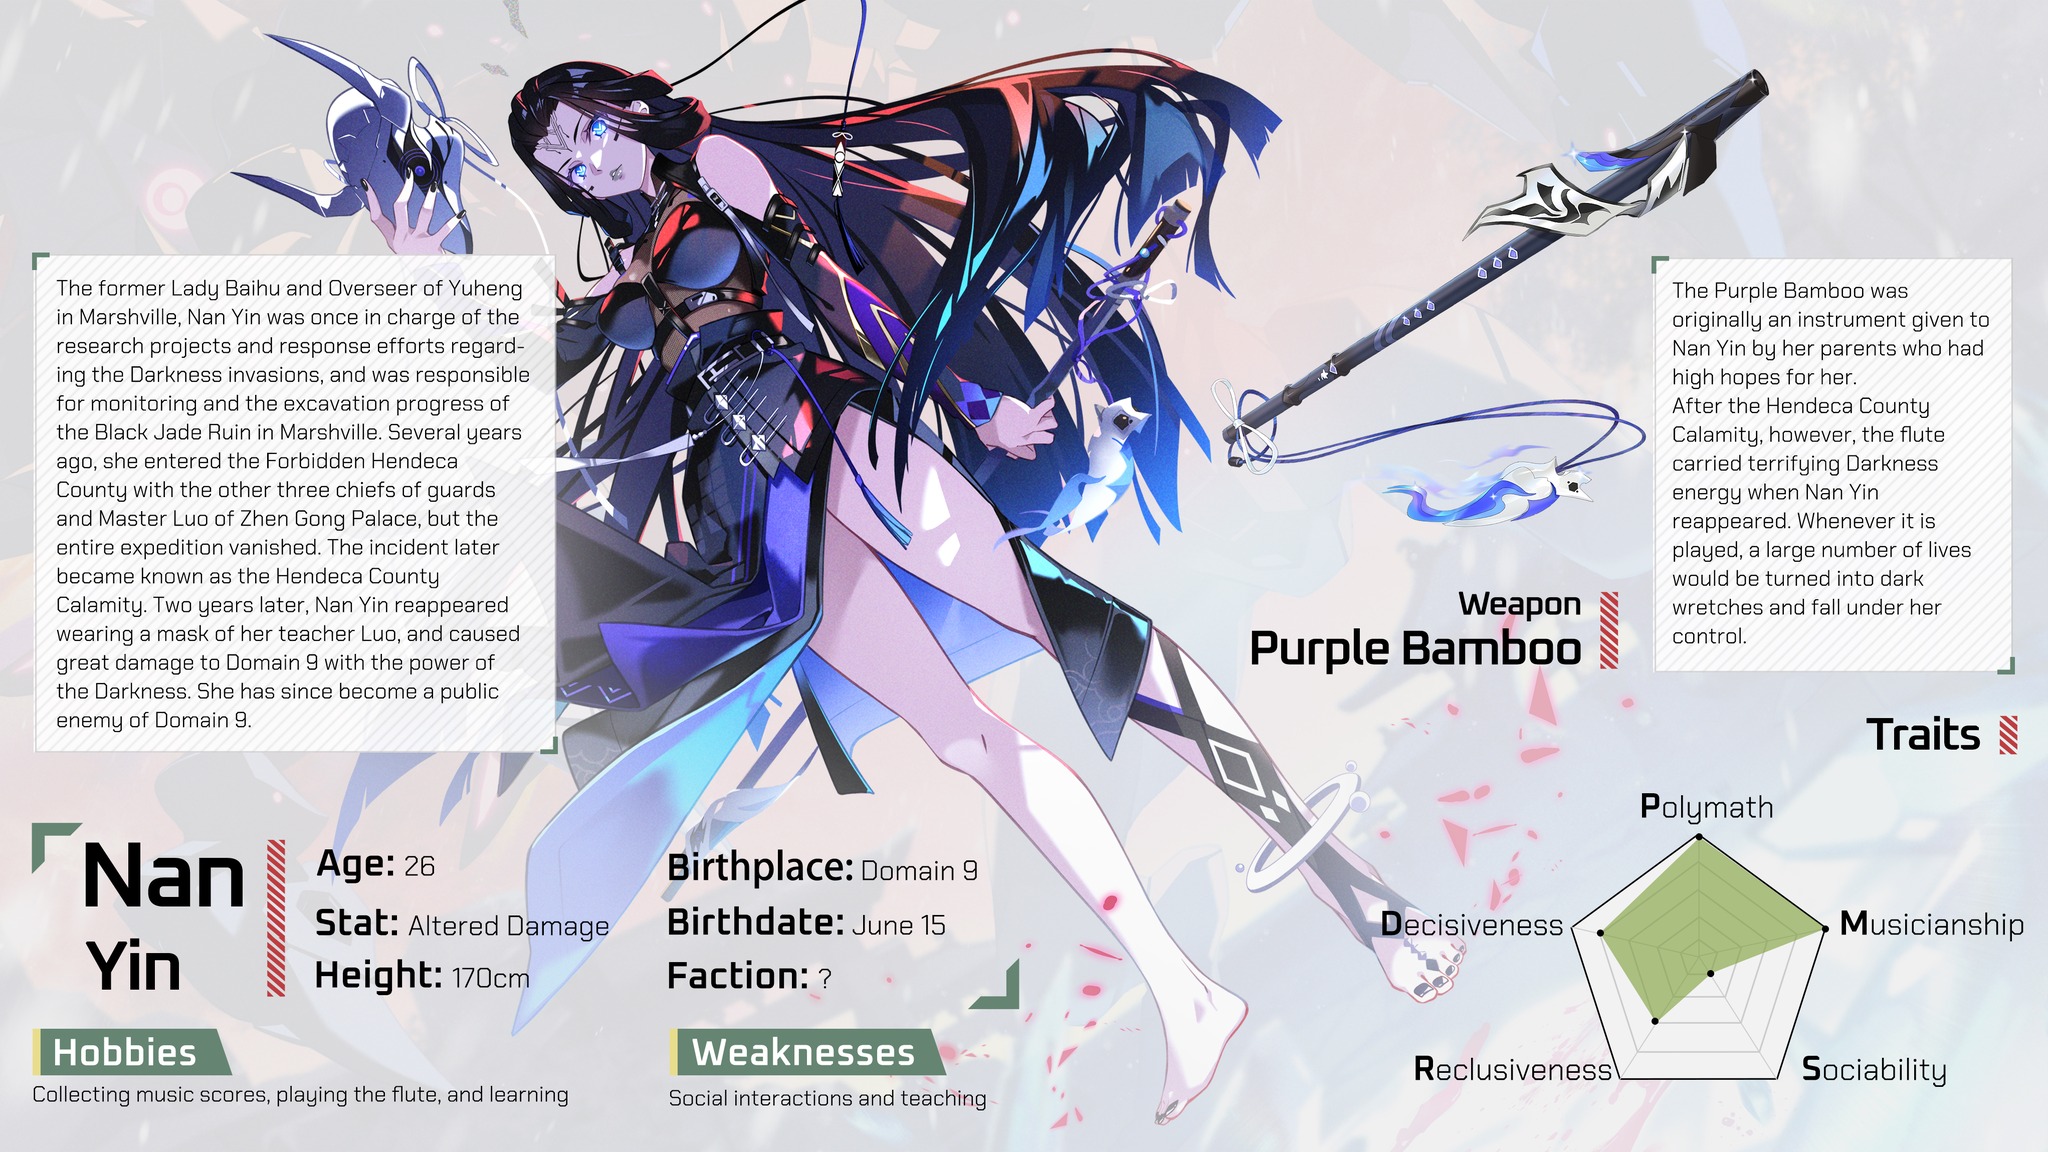 The former Lady Baihu and Overseer of Yuheng
in Marshville, Nan Yin was once in charge of the
research projects and response efforts regard-
ing the Darkness invasions, and was responsible
for monitoring and the excavation progress of
the Black Jade Ruin in Marshville. Several years
ago, she entered the Forbidden Hendeca
County with the other three chiefs of guards
and Master Luo of Zhen Gong Palace, but the
entire expedition vanished. The incident later
became known as the Hendeca County
Calamity. Two years later, Nan Yin reappeared
wearing a mask of her teacher Luo, and caused
great damage to Domain 9 with the power of
the Darkness. She has since become a public
enemy of Domain 9.
The Purple Bamboo was
originally an instrument given to
Nan Yin by her parents who had
high hopes for her.
After the Hendeca County
Calamity, however, the flute
carried terrifying Darkness
energy when Nan Yin
reappeared. Whenever it is
played, a large number of lives
would be turned into dark
wretches and fall under her
control.
Weapon
Purple Bamboo
Traits
Polymath
Decisiveness
Musicianship
Reclusiveness
Sociability
Nan
Yin
Age: 26
Stat: Altered Damage
Height: 170cm
Birthplace: Domain 9
Birthdate: June 15
Faction: ?
Hobbies
Collecting music scores, playing the flute, and learning
Weaknesses
Social interactions and teaching